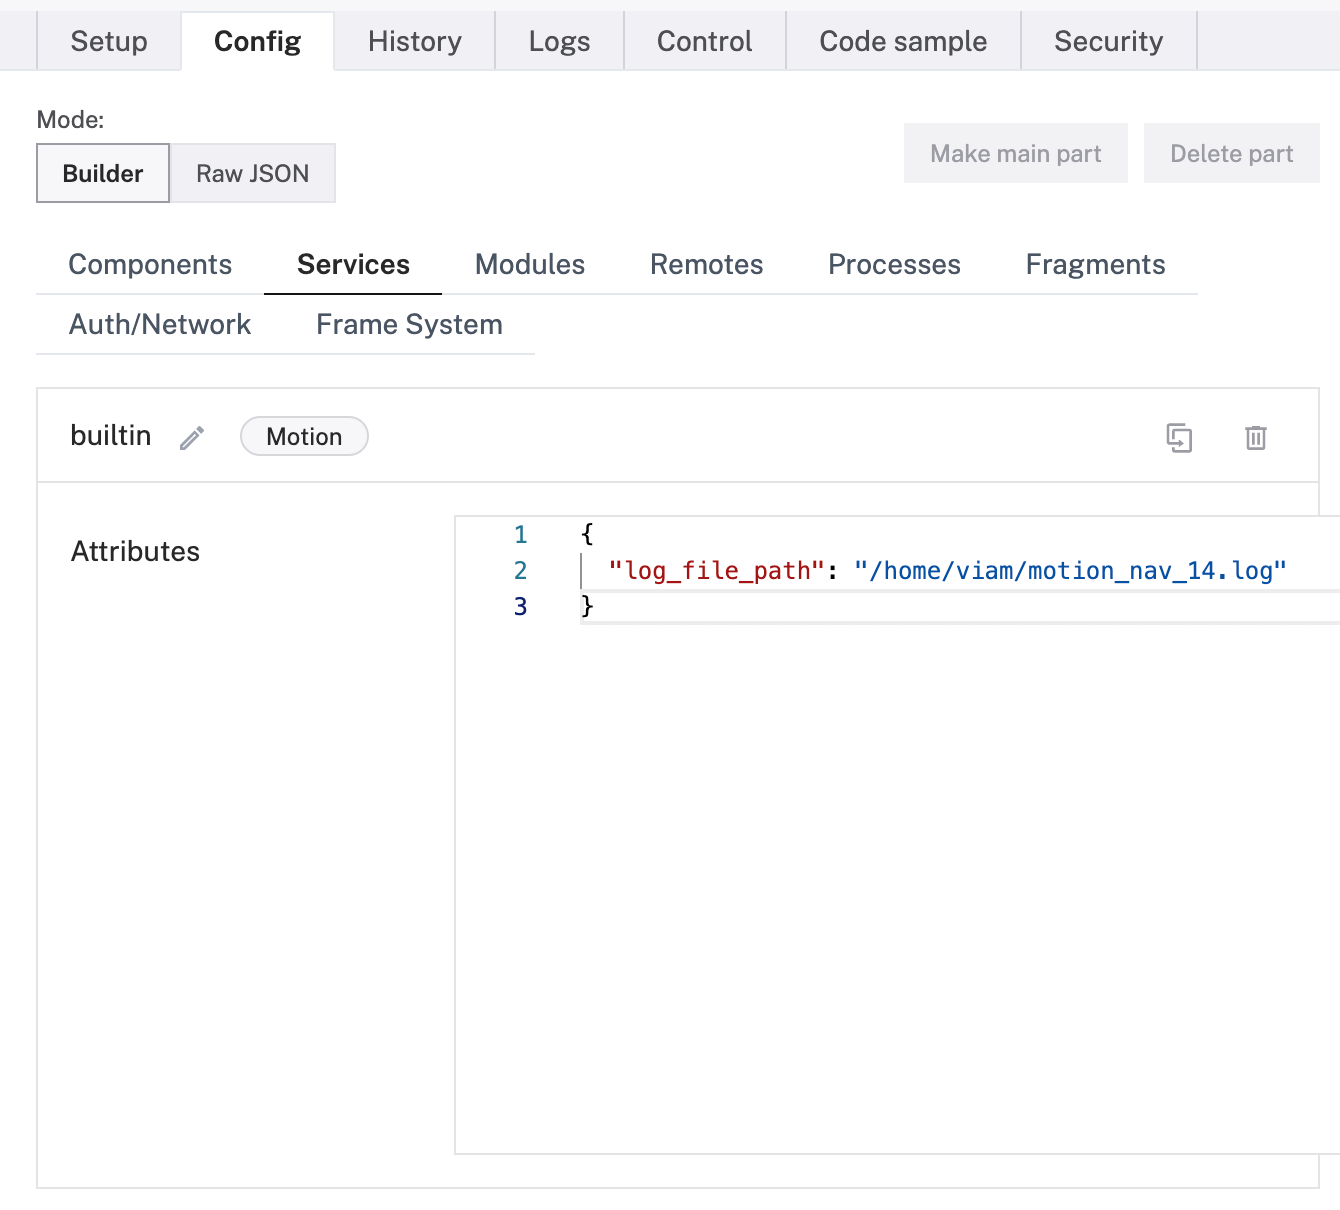 Setup Config History Logs Control Code sample Security
Mode:
Builder Raw JSON Make main part Delete part
Components Services Modules Remotes Processes Fragments
Auth/Network Frame System
builtin Motion
Attributes
1 {
2 "log_file_path": "/home/viam/motion_nav_14.log"
3 }